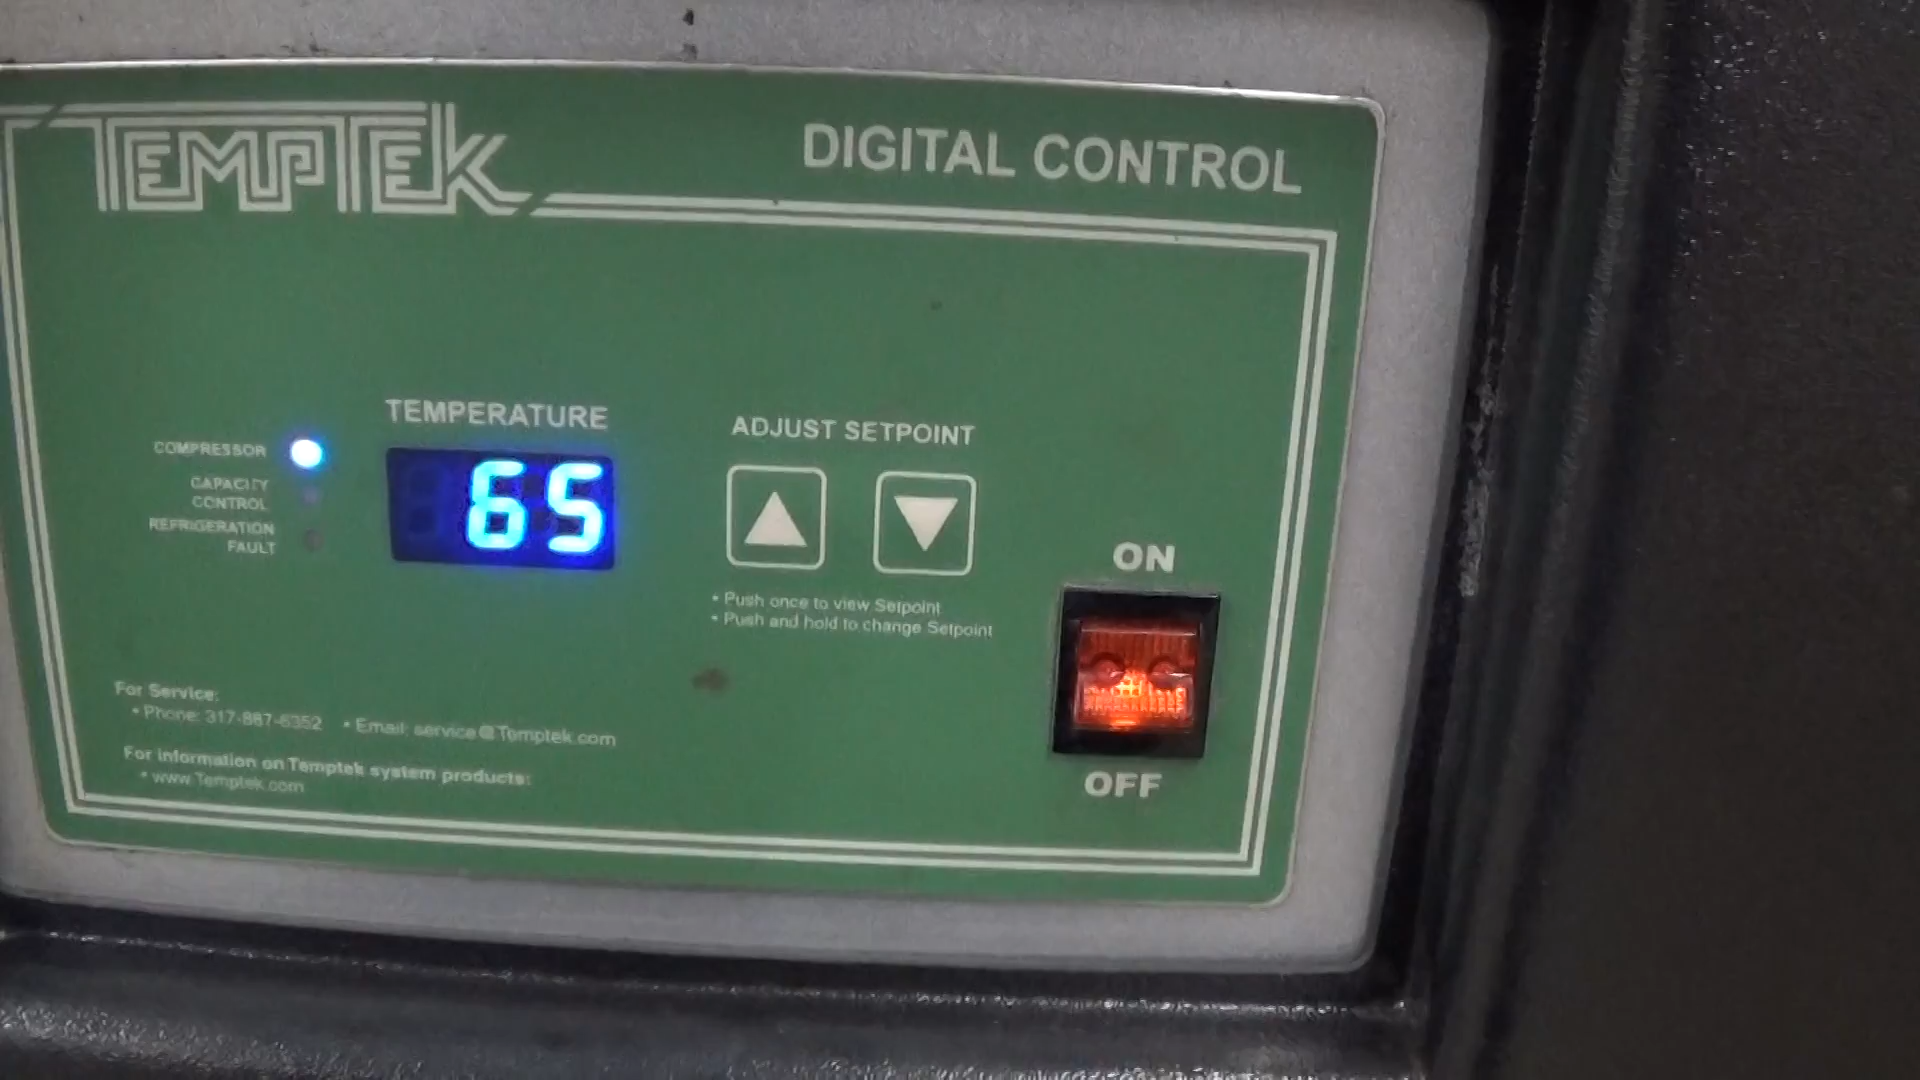 TEMPTEK
DIGITAL CONTROL
TEMPERATURE
ADJUST SETPOINT
COMPRESSOR
CAPACITY
CONTROL
REFRIGERATION
FAULT
65
• Push once to view Setpoint
• Push and hold to change Setpoint
ON
OFF
For Service:
• Phone: 317-887-6352 • Email: service@Temptek.com
For information on Temptek system products:
• www.Temptek.com